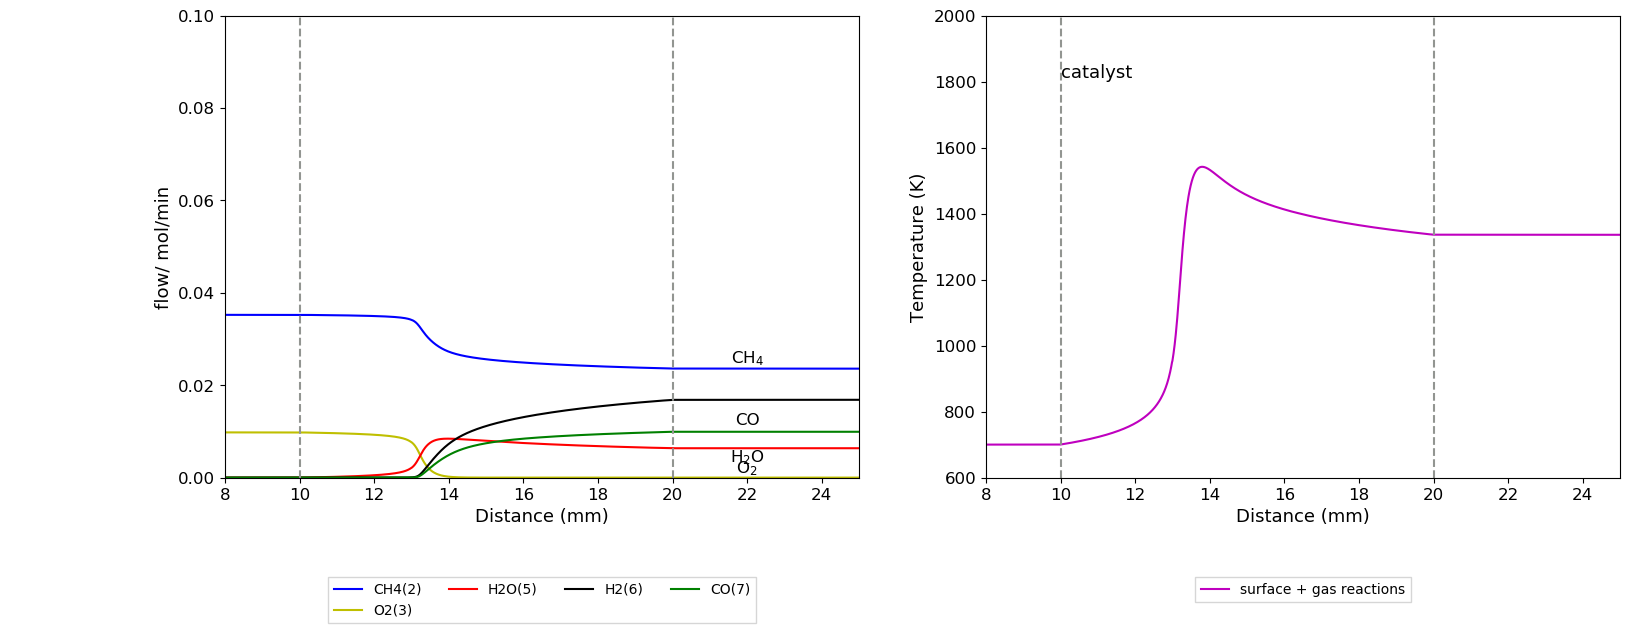 0.10
0.08
0.06
0.04
0.02
0.00
flow/ mol/min
CH₄
CO
H₂O
O₂
8 10 12 14 16 18 20 22 24
Distance (mm)
CH4(2) H2O(5) H2(6) CO(7)
O2(3)
2000
1800
1600
1400
1200
1000
800
600
Temperature (K)
catalyst
8 10 12 14 16 18 20 22 24
Distance (mm)
surface + gas reactions